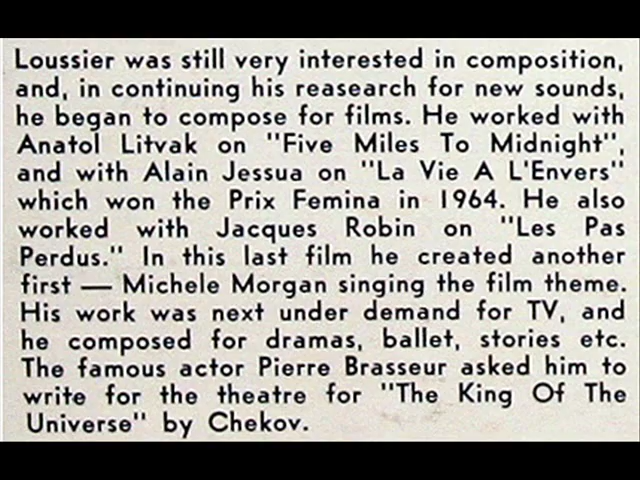 Loussier was still very interested in composition,
and, in continuing his reasearch for new sounds,
he began to compose for films. He worked with
Anatol Litvak on "Five Miles To Midnight",
and with Alain Jessua on "La Vie A L'Envers"
which won the Prix Femina in 1964. He also
worked with Jacques Robin on "Les Pas
Perdus." In this last film he created another
first — Michele Morgan singing the film theme.
His work was next under demand for TV, and
he composed for dramas, ballet, stories etc.
The famous actor Pierre Brasseur asked him to
write for the theatre for "The King Of The
Universe" by Chekov.